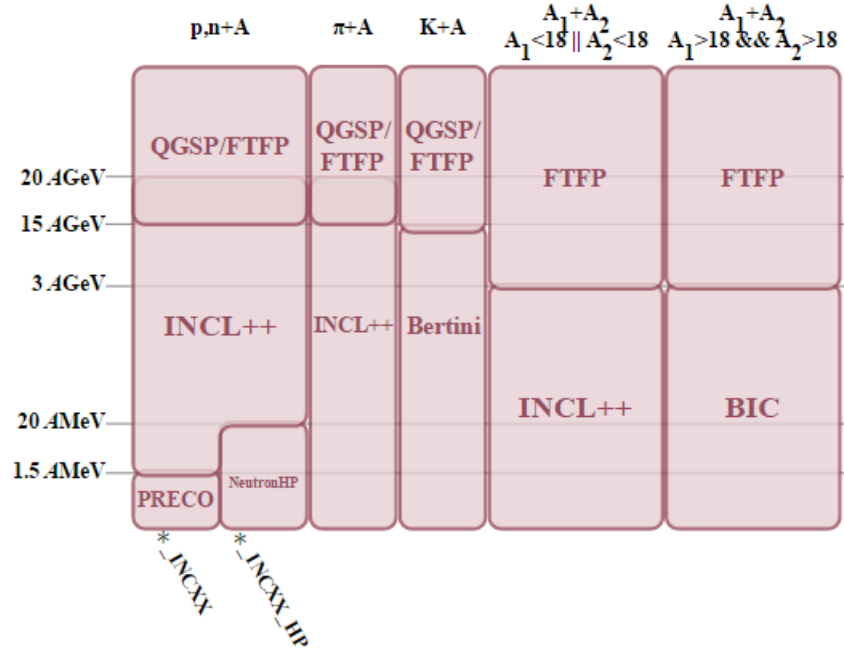 p,n+A
π+A
K+A
A1+A2
A1<18 || A2<18
A1+A2
A1>18 && A2>18
QGSP/FTFP
QGSP/
FTFP
QGSP/
FTFP
FTFP
FTFP
20 AGeV
15 AGeV
3 AGeV
INCL++
INCL++
Bertini
INCL++
BIC
20 AMeV
1.5 AMeV
PRECO
NeutronHP
*_INCXX
*_INCXX_HP